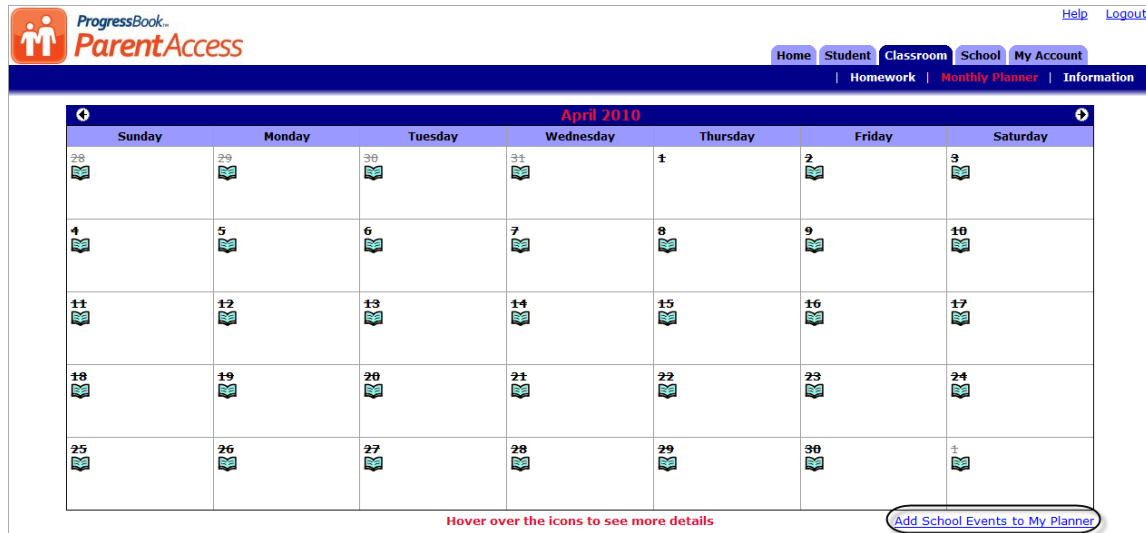 Help Logout
ProgressBook™
ParentAccess
Home Student Classroom School My Account
| Homework | Monthly Planner | Information
April 2010
Sunday Monday Tuesday Wednesday Thursday Friday Saturday
28 29 30 31 1 2 3
4 5 6 7 8 9 10
11 12 13 14 15 16 17
18 19 20 21 22 23 24
25 26 27 28 29 30 1
Hover over the icons to see more details
Add School Events to My Planner